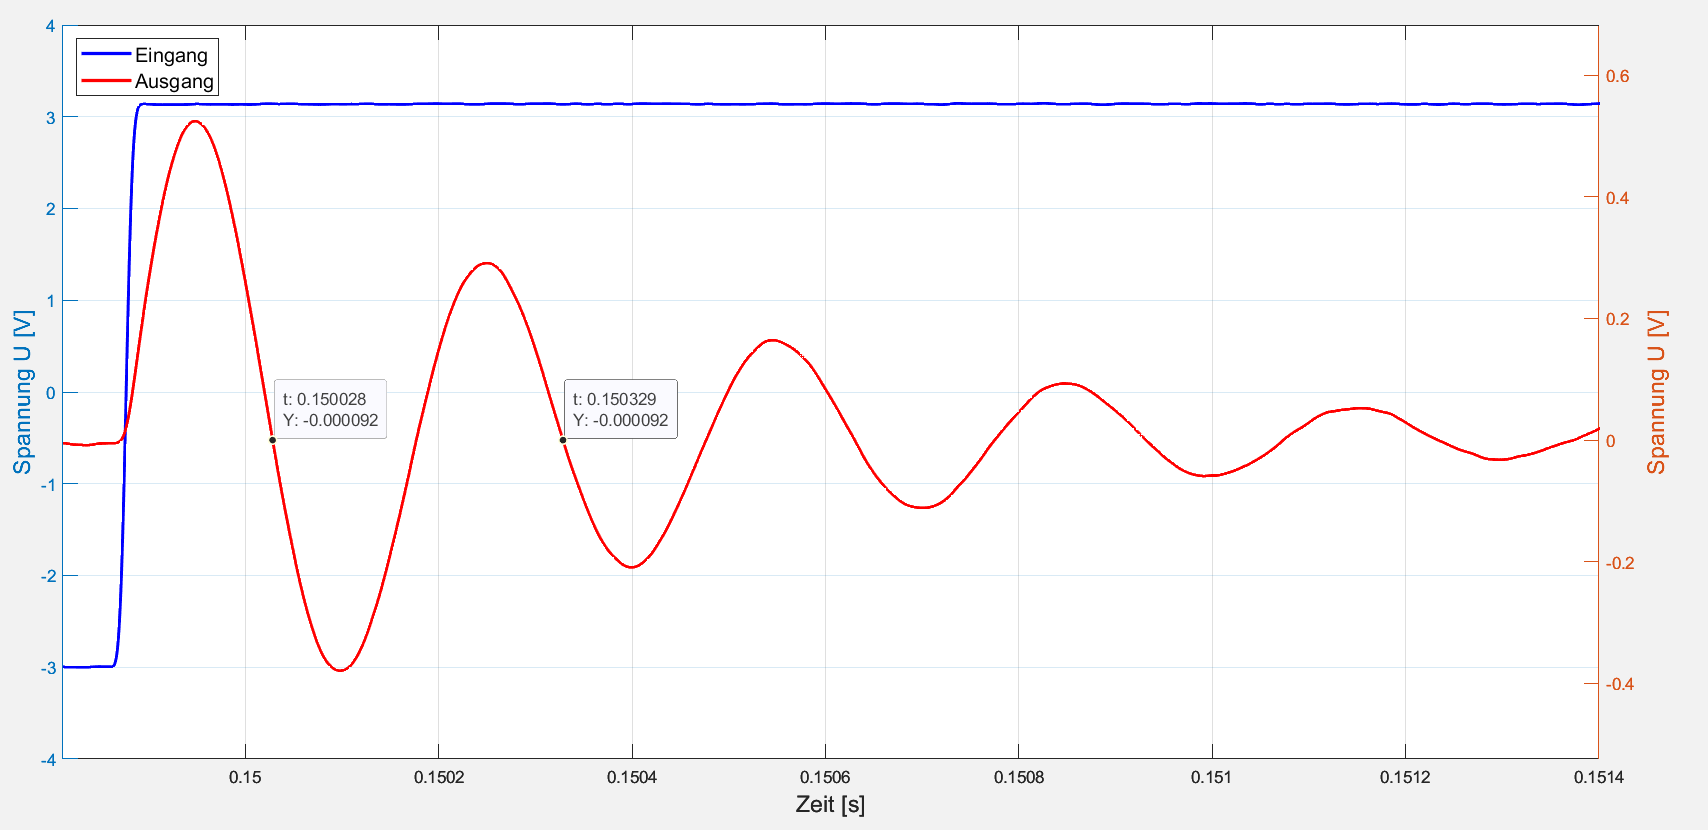 4
3
2
1
0
-1
-2
-3
-4
Spannung U [V]
Eingang
Ausgang
t: 0.150028
Y: -0.000092
t: 0.150329
Y: -0.000092
0.6
0.4
0.2
0
-0.2
-0.4
Spannung U [V]
0.15
0.1502
0.1504
0.1506
0.1508
0.151
0.1512
0.1514
Zeit [s]